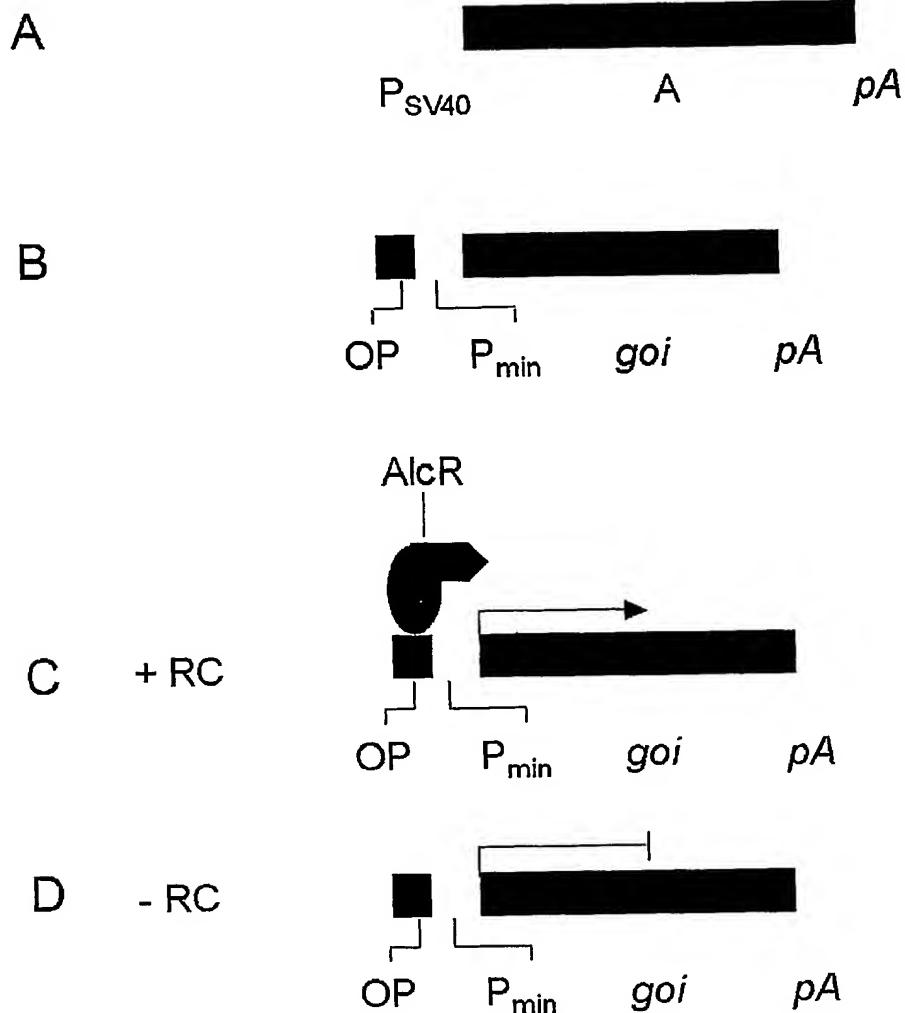 A
P_SV40 A pA
B
OP P_min goi pA
AlcR
C + RC
OP P_min goi pA
D - RC
OP P_min goi pA